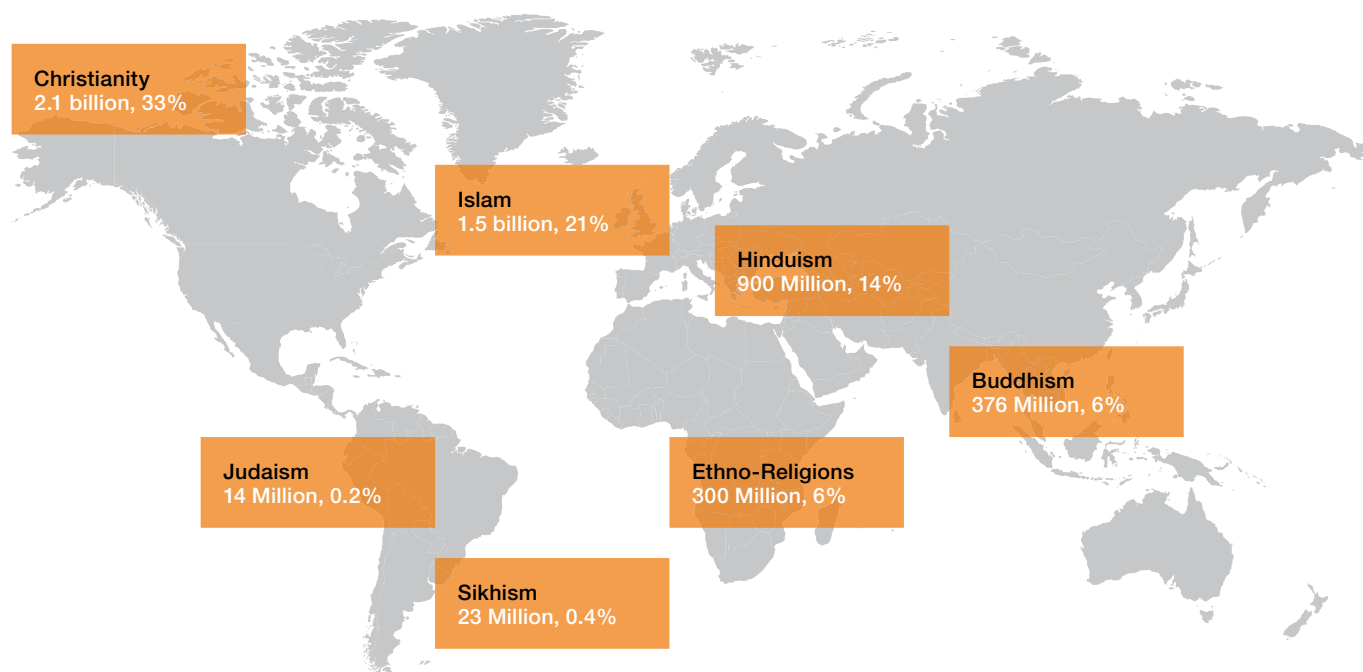 Christianity
2.1 billion, 33%
Islam
1.5 billion, 21%
Hinduism
900 Million, 14%
Buddhism
376 Million, 6%
Judaism
14 Million, 0.2%
Ethno-Religions
300 Million, 6%
Sikhism
23 Million, 0.4%